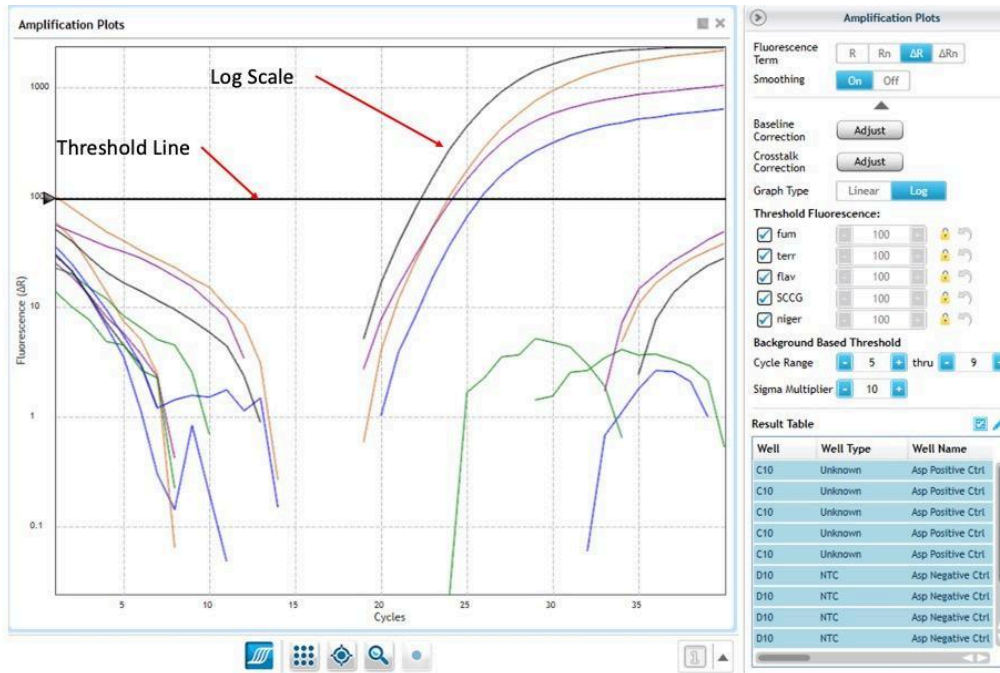 Amplification Plots
Log Scale
Threshold Line
1000
100
10
1
0.1
Fluorescence (ΔR)
5
10
15
20
25
30
35
Cycles
Amplification Plots
Fluorescence Term
R Rn ΔR ΔRn
Smoothing
On Off
Baseline Correction
Adjust
Crosstalk Correction
Adjust
Graph Type
Linear Log
Threshold Fluorescence:
fum - 100 +
terr - 100 +
flav - 100 +
SCCG - 100 +
niger - 100 +
Background Based Threshold
Cycle Range - 5 + thru - 9 +
Sigma Multiplier - 10 +
Result Table
Well Well Type Well Name
C10 Unknown Asp Positive Ctrl
C10 Unknown Asp Positive Ctrl
C10 Unknown Asp Positive Ctrl
C10 Unknown Asp Positive Ctrl
C10 Unknown Asp Positive Ctrl
D10 NTC Asp Negative Ctrl
D10 NTC Asp Negative Ctrl
D10 NTC Asp Negative Ctrl
D10 NTC Asp Negative Ctrl
1